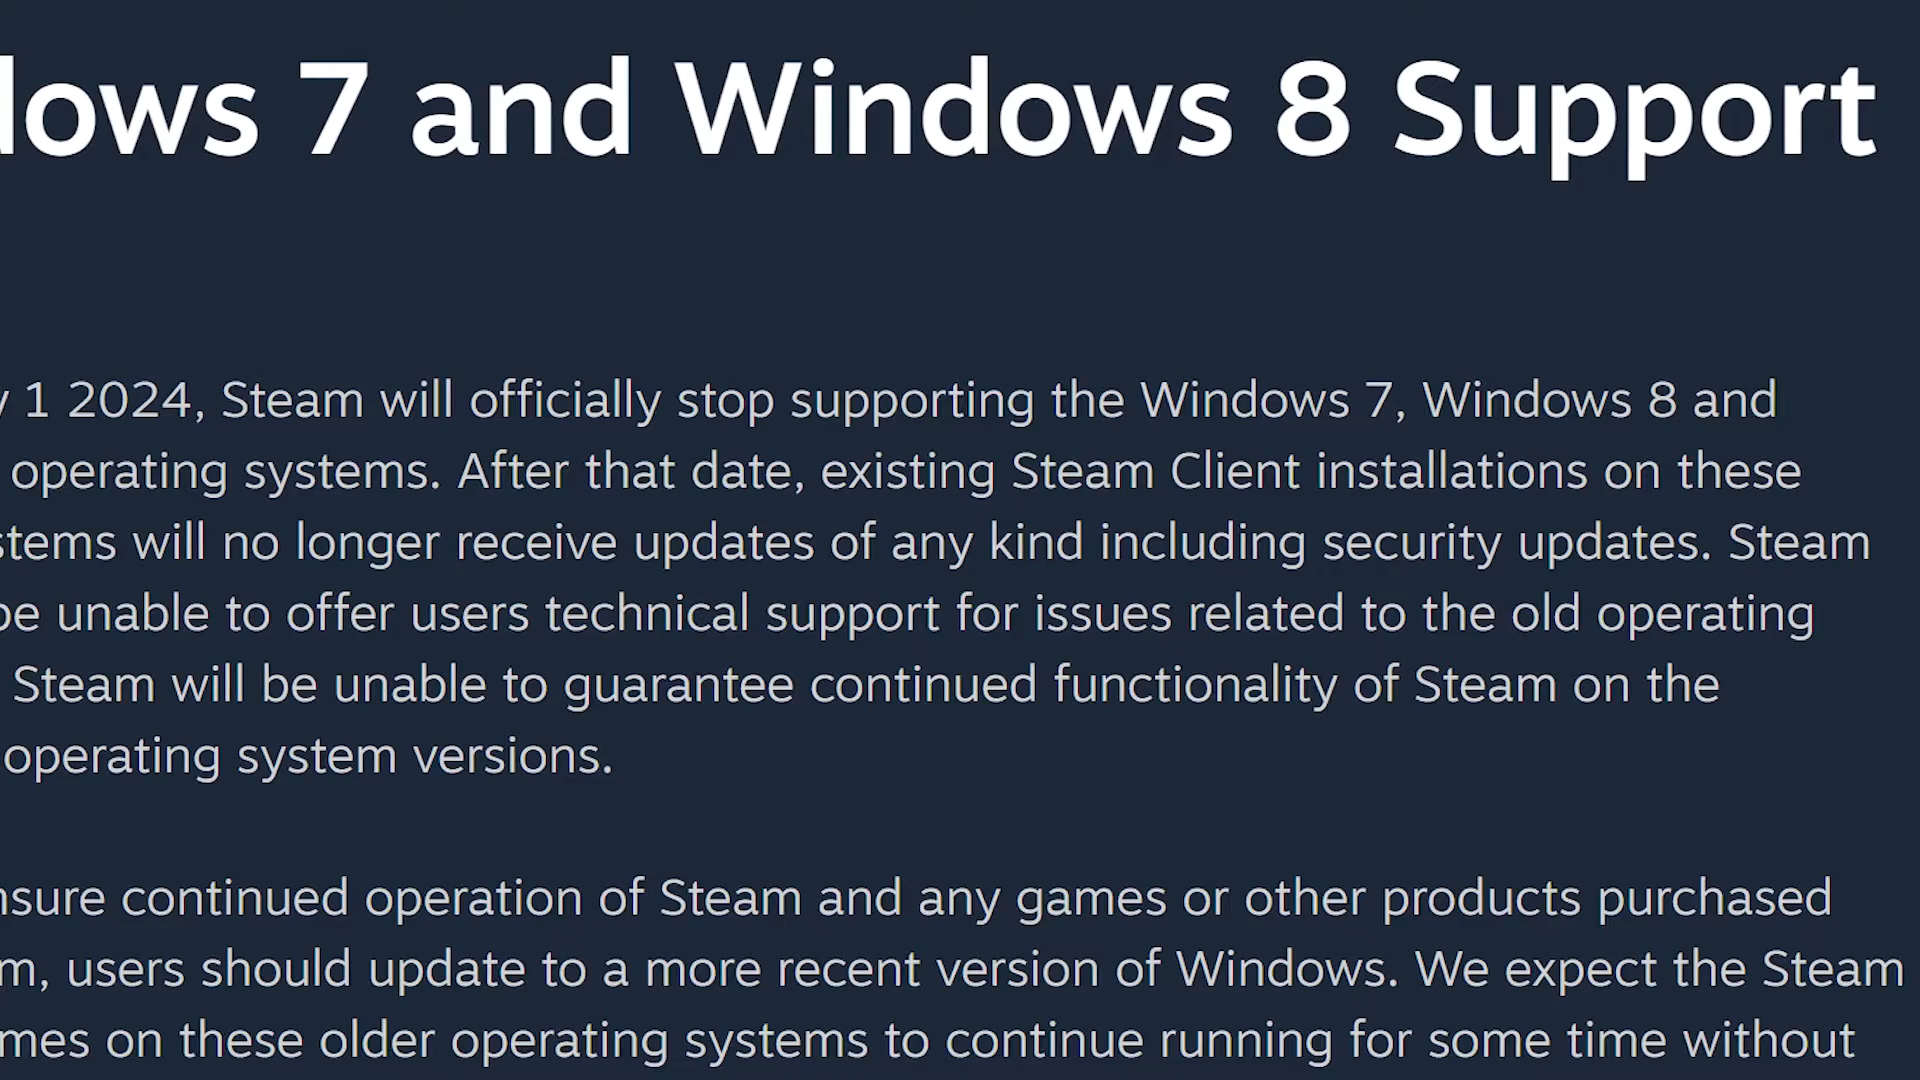 dows 7 and Windows 8 Support
y 1 2024, Steam will officially stop supporting the Windows 7, Windows 8 and
operating systems. After that date, existing Steam Client installations on these
stems will no longer receive updates of any kind including security updates. Steam
be unable to offer users technical support for issues related to the old operating
Steam will be unable to guarantee continued functionality of Steam on the
operating system versions.
nsure continued operation of Steam and any games or other products purchased
m, users should update to a more recent version of Windows. We expect the Steam
mes on these older operating systems to continue running for some time without